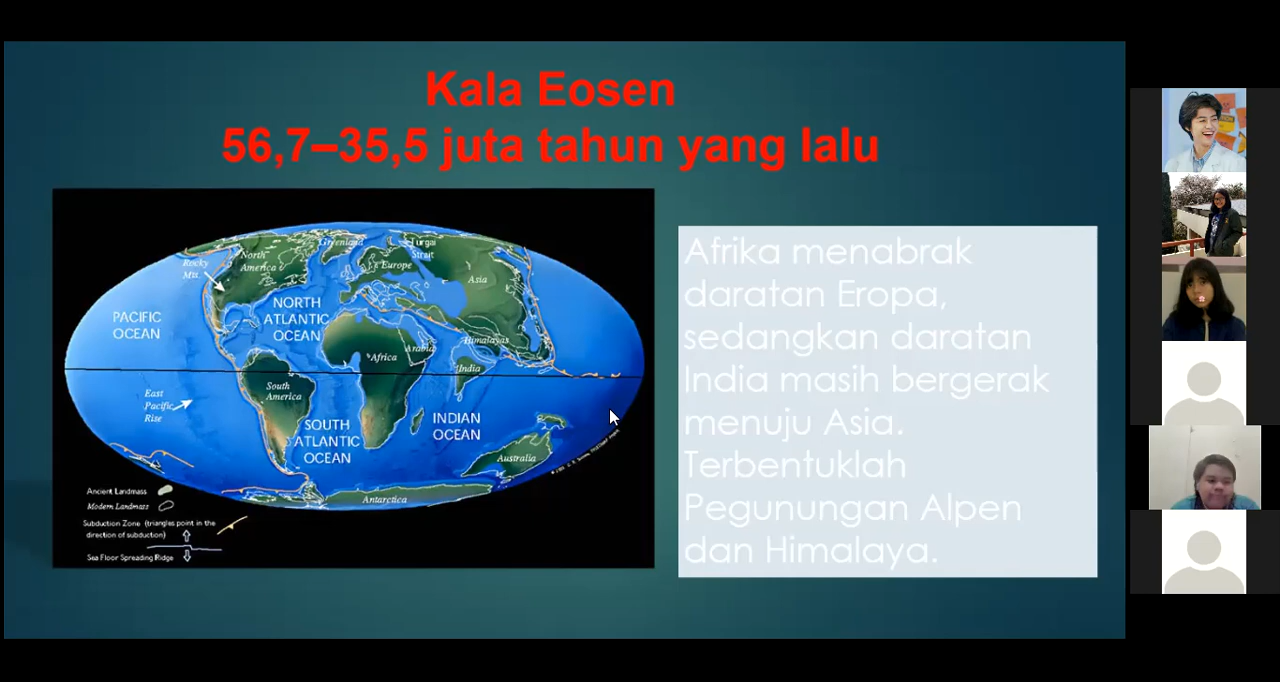 Kala Eosen
56,7–35,5 juta tahun yang lalu
Greenland
Turgai
Strait
North
America
Rocky
Mts.
Europe
Asia
NORTH
ATLANTIC
OCEAN
PACIFIC
OCEAN
Himalayas
Arabia
Africa
India
South
America
East
Pacific
Rise
SOUTH
ATLANTIC
OCEAN
INDIAN
OCEAN
Australia
Antarctica
Ancient Landmass
Modern Landmass
Subduction Zone (triangles point in the
direction of subduction)
Sea Floor Spreading Ridge
Afrika menabrak
daratan Eropa,
sedangkan daratan
India masih bergerak
menuju Asia.
Terbentuklah
Pegunungan Alpen
dan Himalaya.